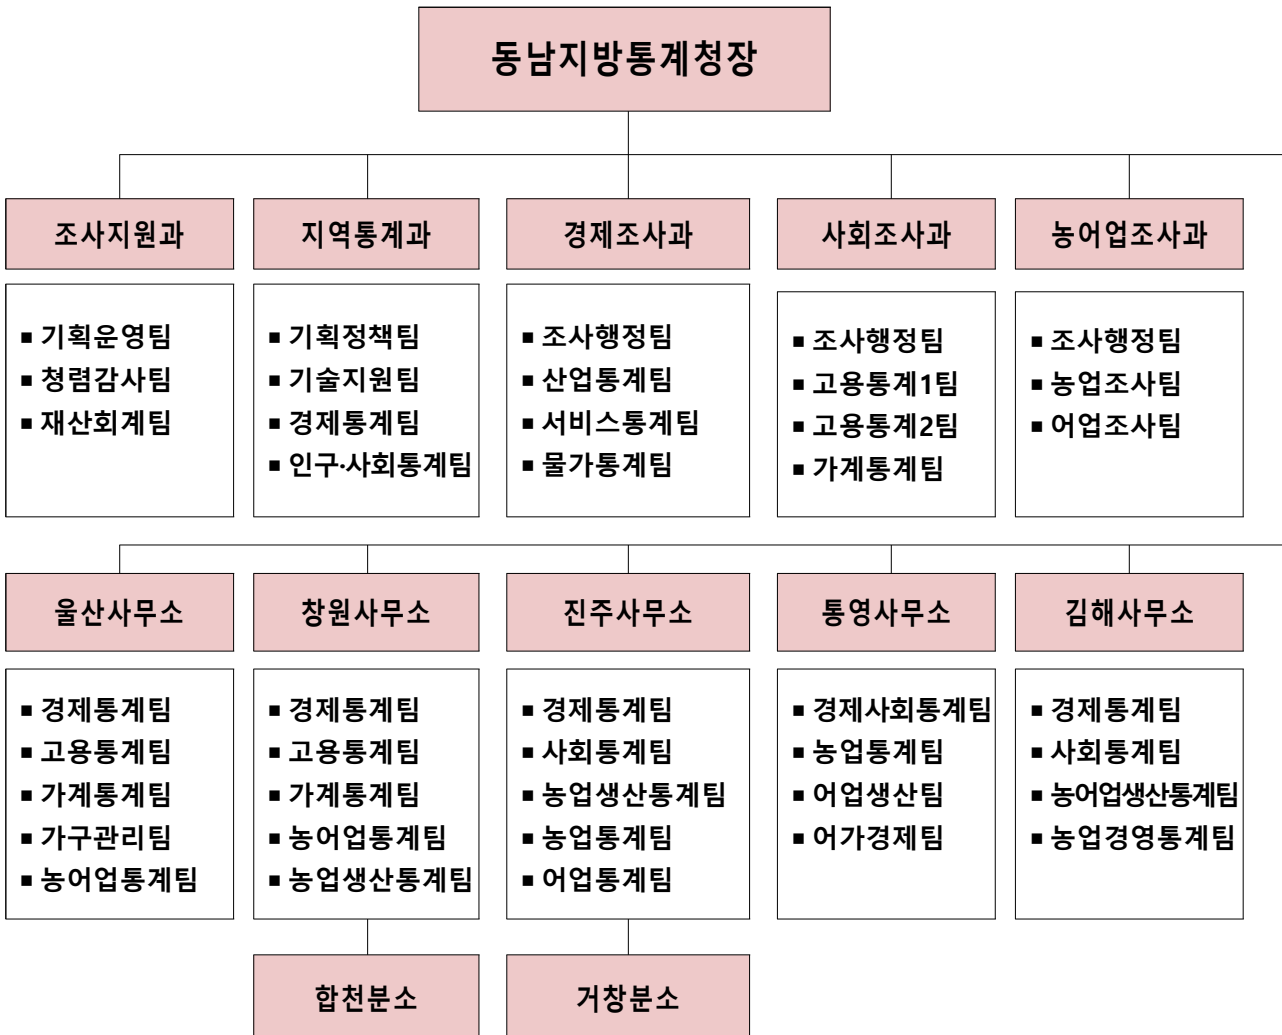 동남지방통계청장
조사지원과
지역통계과
경제조사과
사회조사과
농어업조사과
▪ 기획운영팀
▪ 청렴감사팀
▪ 재산회계팀
▪ 기획정책팀
▪ 기술지원팀
▪ 경제통계팀
▪ 인구·사회통계팀
▪ 조사행정팀
▪ 산업통계팀
▪ 서비스통계팀
▪ 물가통계팀
▪ 조사행정팀
▪ 고용통계1팀
▪ 고용통계2팀
▪ 가계통계팀
▪ 조사행정팀
▪ 농업조사팀
▪ 어업조사팀
울산사무소
창원사무소
진주사무소
통영사무소
김해사무소
▪ 경제통계팀
▪ 고용통계팀
▪ 가계통계팀
▪ 가구관리팀
▪ 농어업통계팀
▪ 경제통계팀
▪ 고용통계팀
▪ 가계통계팀
▪ 농어업통계팀
▪ 농업생산통계팀
▪ 경제통계팀
▪ 사회통계팀
▪ 농업생산통계팀
▪ 농업통계팀
▪ 어업통계팀
▪ 경제사회통계팀
▪ 농업통계팀
▪ 어업생산팀
▪ 어가경제팀
▪ 경제통계팀
▪ 사회통계팀
▪ 농어업생산통계팀
▪ 농업경영통계팀
합천분소
거창분소